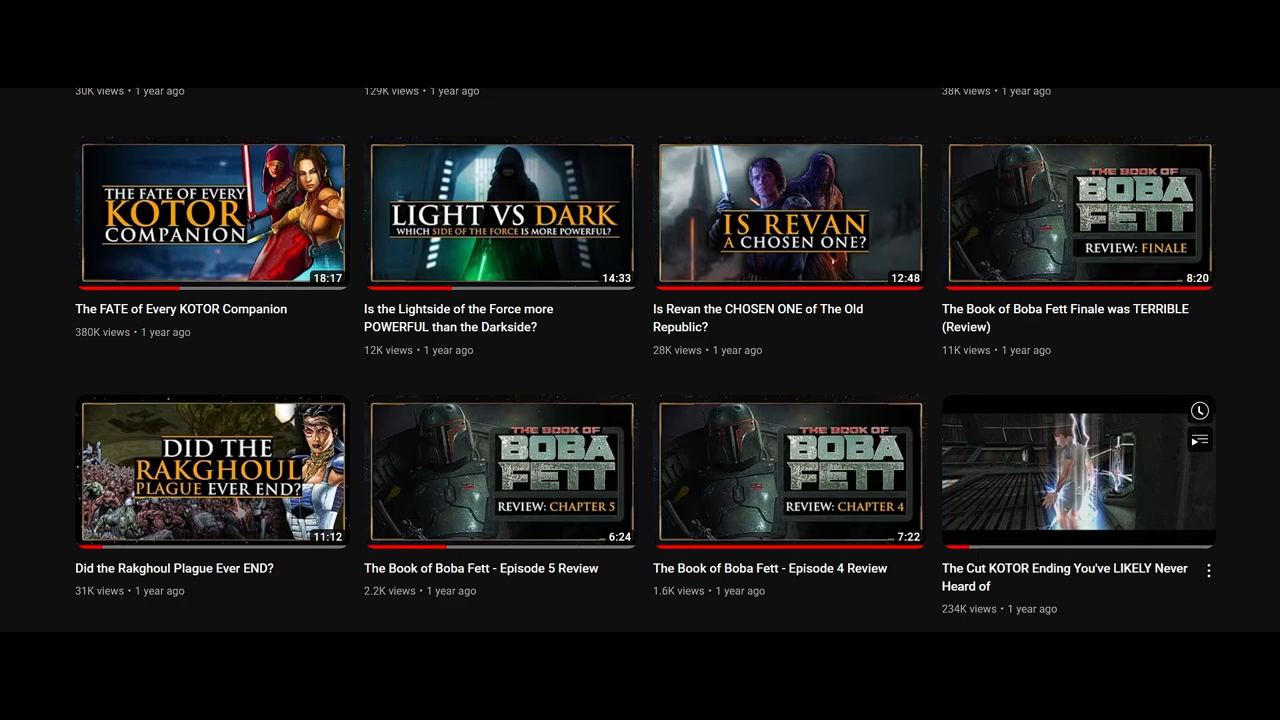 30K views • 1 year ago
129K views • 1 year ago
38K views • 1 year ago
THE FATE OF EVERY
KOTOR
COMPANION
18:17
LIGHT VS DARK
WHICH SIDE OF THE FORCE IS MORE POWERFUL?
14:33
IS REVAN
A CHOSEN ONE?
12:48
THE BOOK OF
BOBA
FETT
REVIEW: FINALE
8:20
The FATE of Every KOTOR Companion
380K views • 1 year ago
Is the Lightside of the Force more
POWERFUL than the Darkside?
12K views • 1 year ago
Is Revan the CHOSEN ONE of The Old
Republic?
28K views • 1 year ago
The Book of Boba Fett Finale was TERRIBLE
(Review)
11K views • 1 year ago
DID THE
RAKGHOUL
PLAGUE EVER END?
11:12
THE BOOK OF
BOBA
FETT
REVIEW: CHAPTER 5
6:24
THE BOOK OF
BOBA
FETT
REVIEW: CHAPTER 4
7:22
Did the Rakghoul Plague Ever END?
31K views • 1 year ago
The Book of Boba Fett - Episode 5 Review
2.2K views • 1 year ago
The Book of Boba Fett - Episode 4 Review
1.6K views • 1 year ago
The Cut KOTOR Ending You've LIKELY Never
Heard of
234K views • 1 year ago